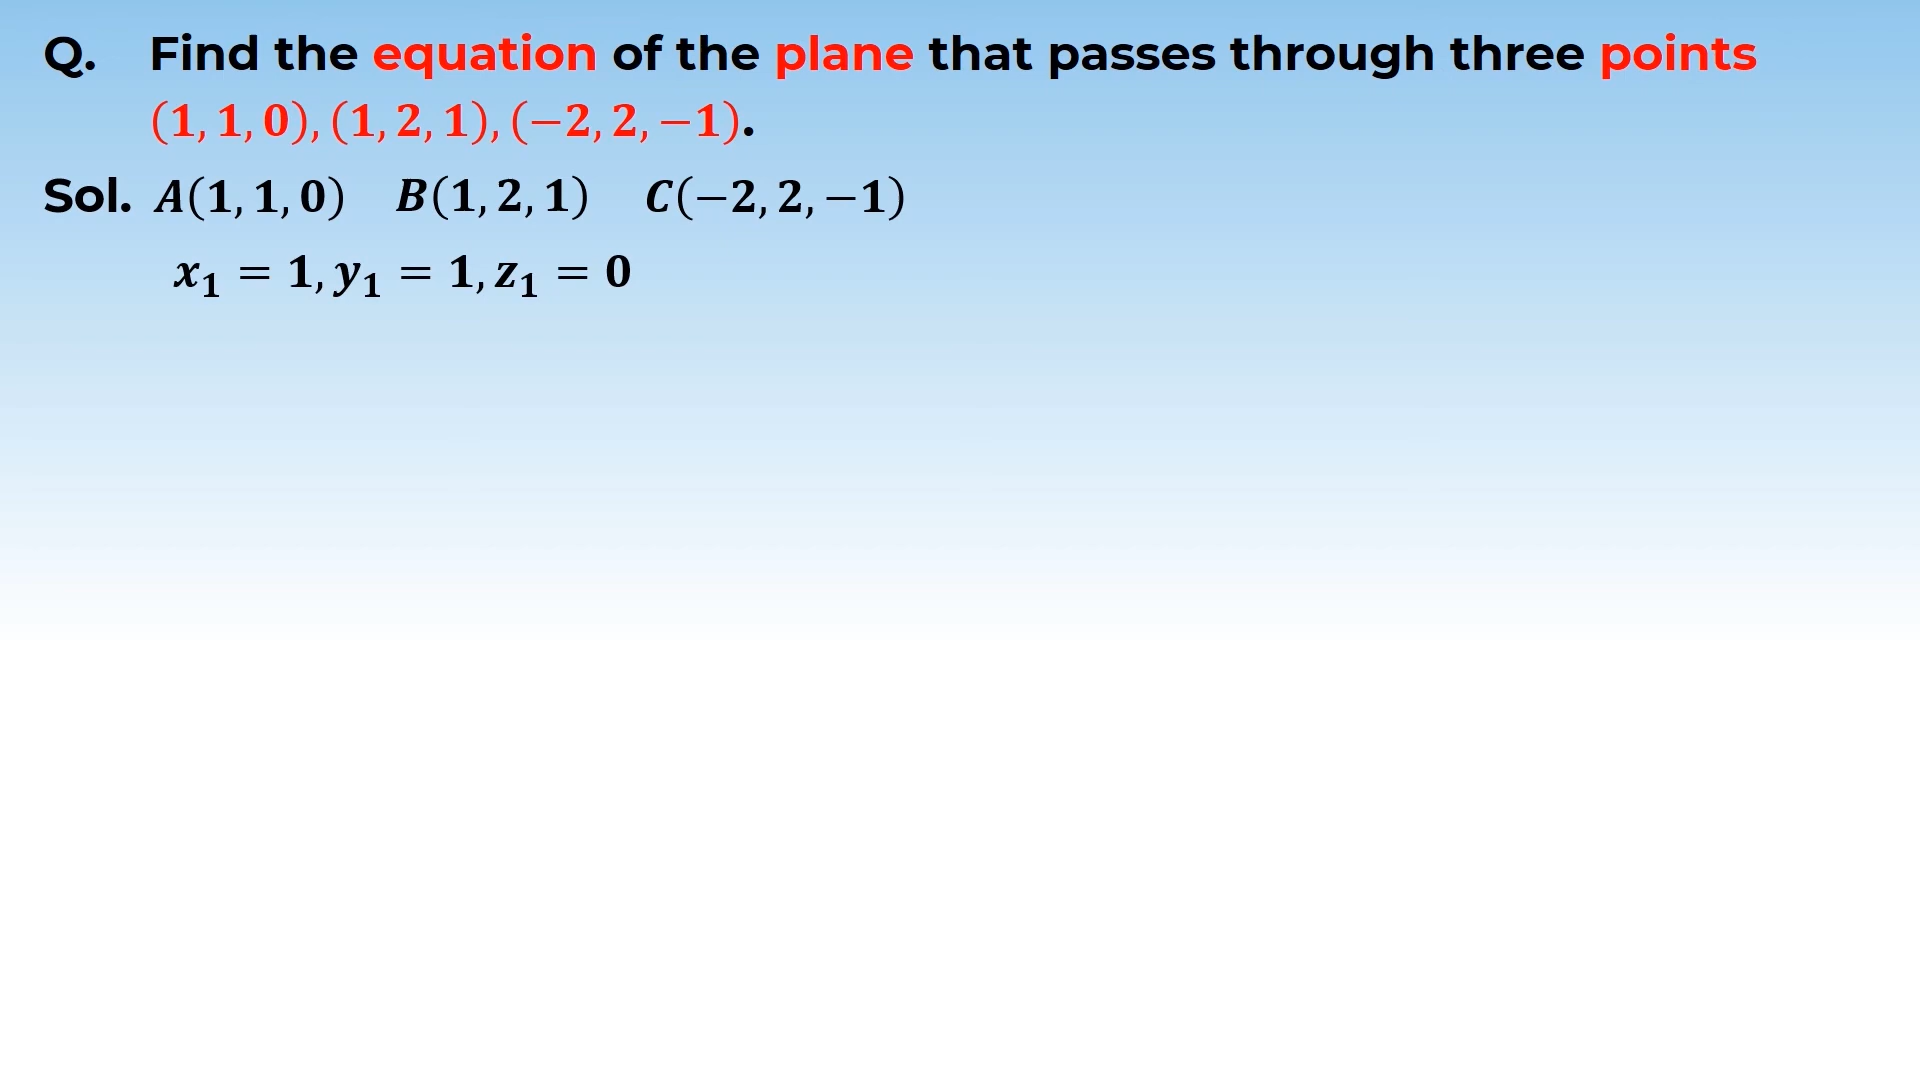 Q. Find the equation of the plane that passes through three points
(1, 1, 0), (1, 2, 1), (−2, 2, −1).
Sol. A(1, 1, 0) B(1, 2, 1) C(−2, 2, −1)
x₁ = 1, y₁ = 1, z₁ = 0